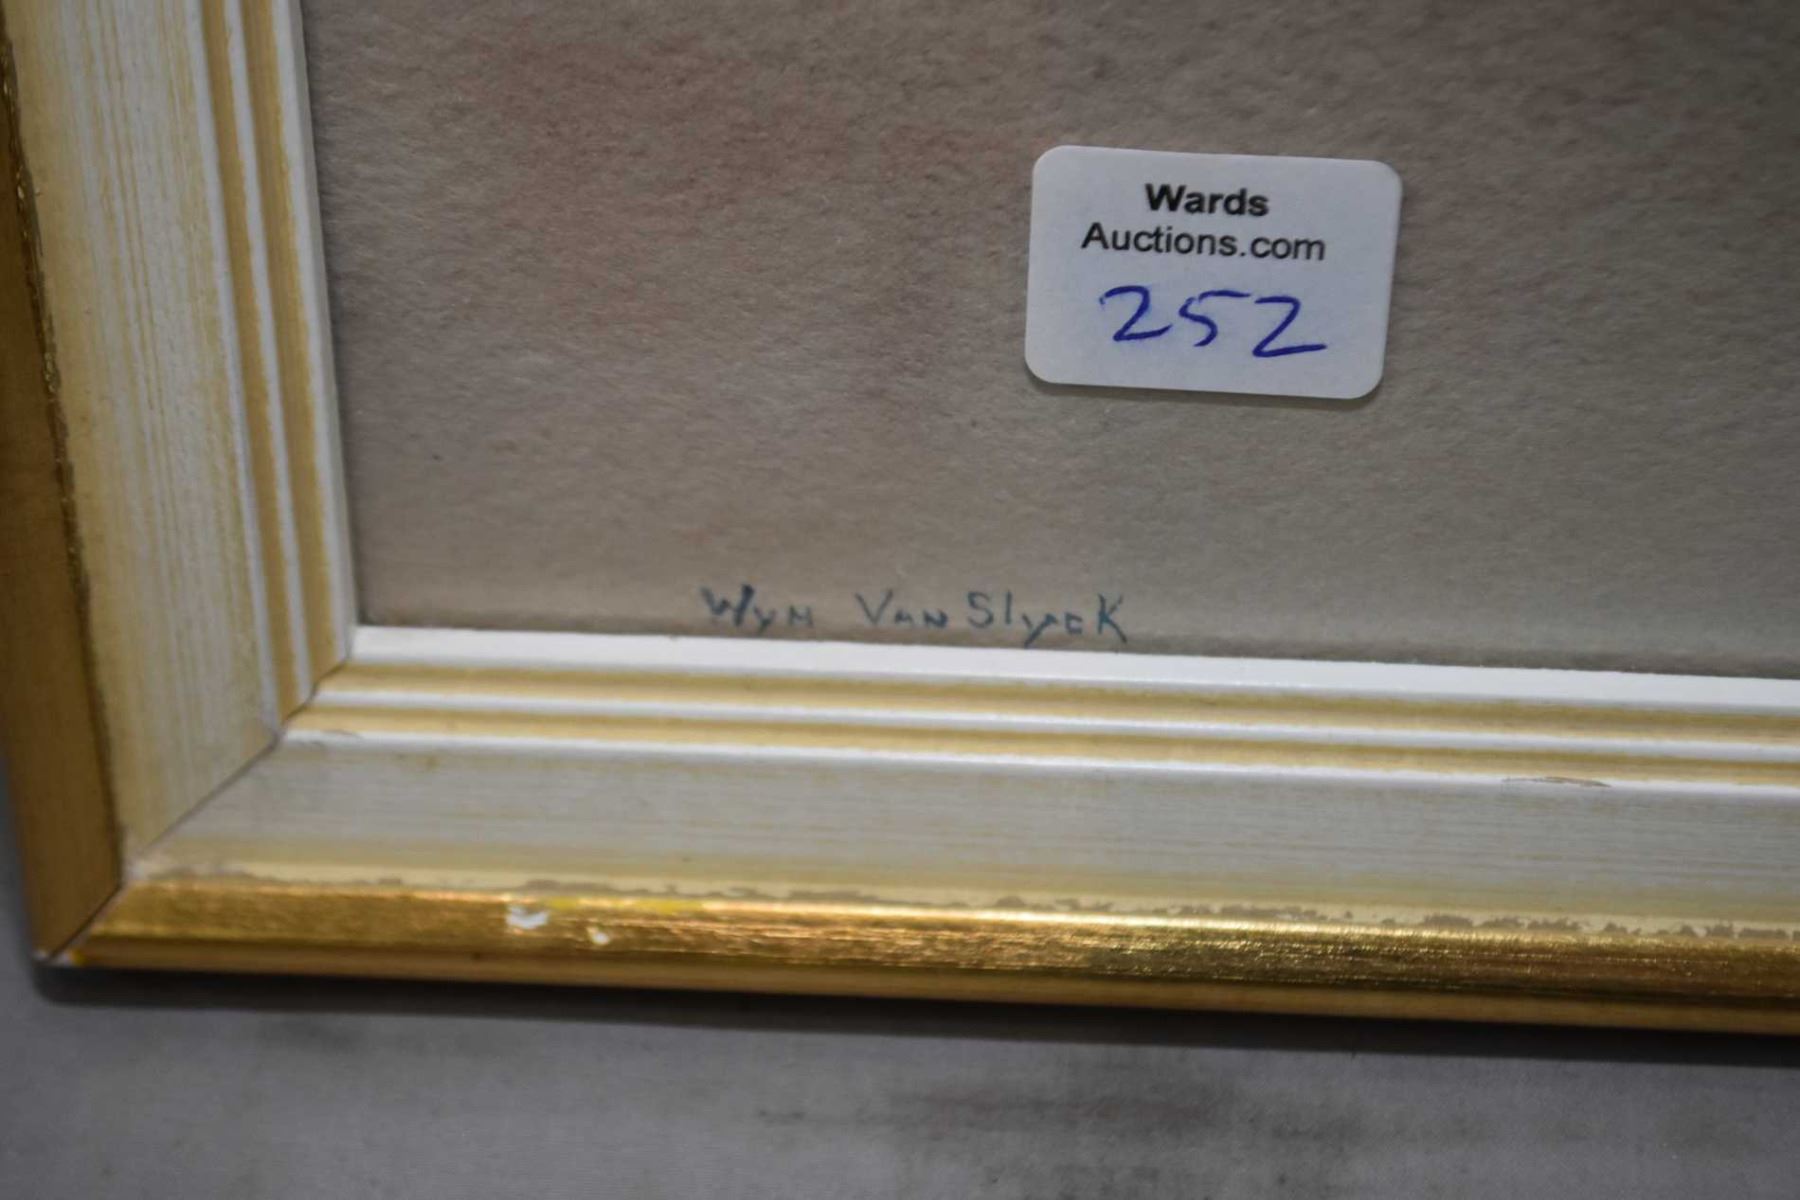 Wards
Auctions.com
252
Wyn Van Slyck